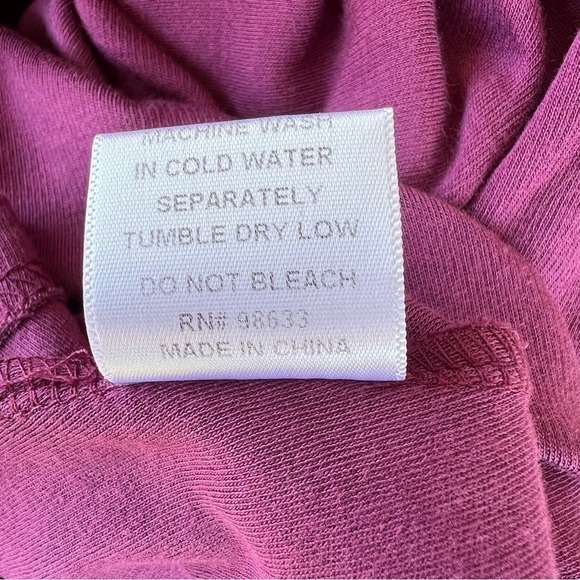 MACHINE WASH
IN COLD WATER
SEPARATELY
TUMBLE DRY LOW
DO NOT BLEACH
RN# 98633
MADE IN CHINA